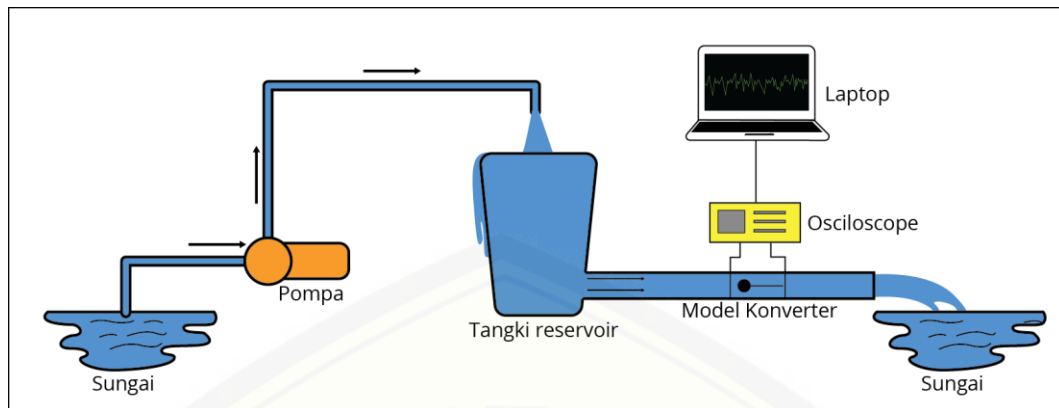 Laptop
Osciloscope
Pompa
Tangki reservoir
Model Konverter
Sungai
Sungai